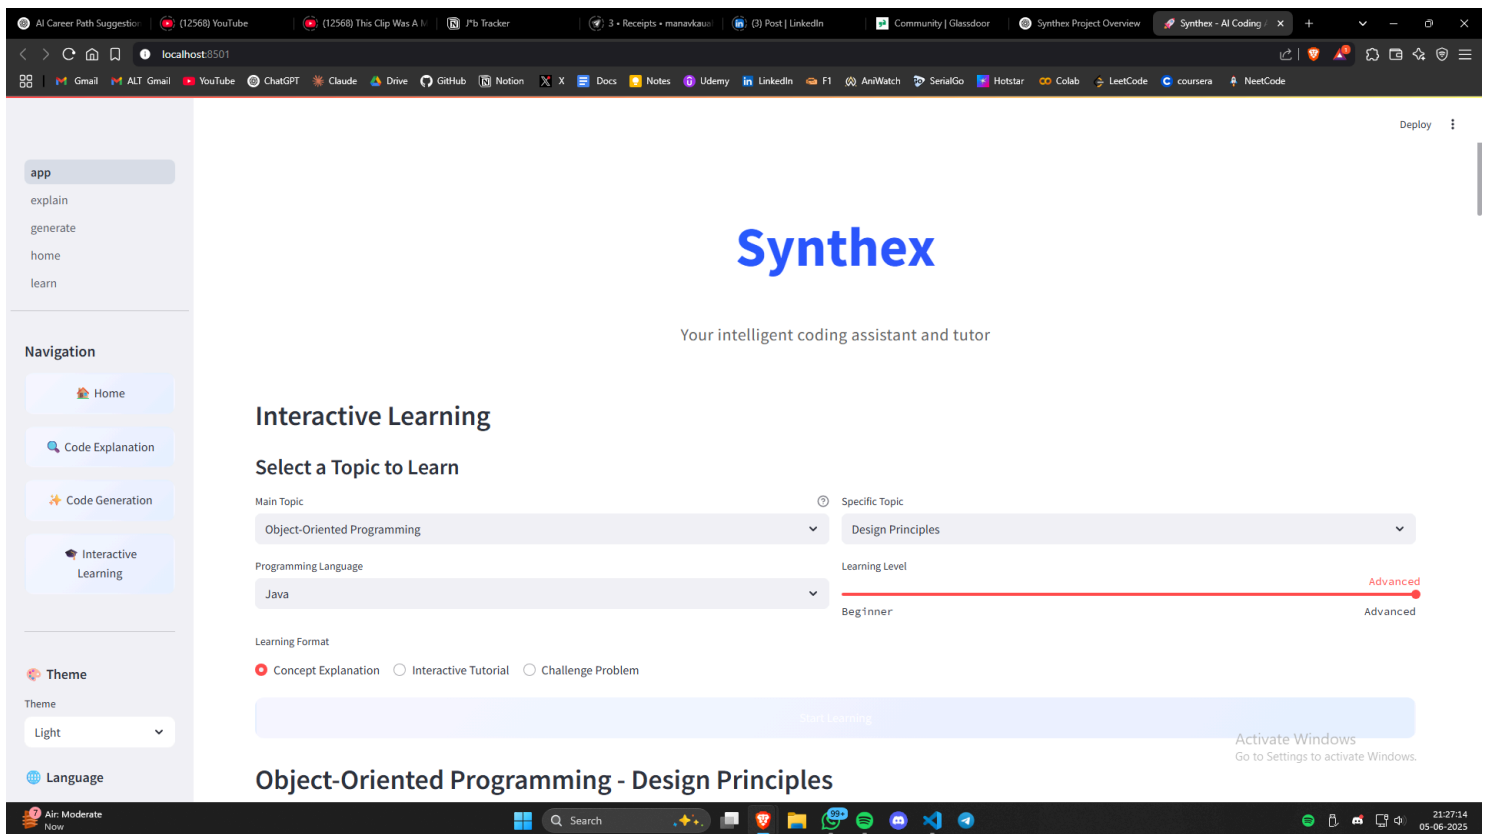 AI Career Path Suggestion
(12568) YouTube
(12568) This Clip Was A M
J*b Tracker
3 • Receipts • manavkaua
(3) Post | LinkedIn
Community | Glassdoor
Synthex Project Overview
Synthex - AI Coding
localhost:8501
Gmail
ALT Gmail
YouTube
ChatGPT
Claude
Drive
GitHub
Notion
X
Docs
Notes
Udemy
LinkedIn
F1
AniWatch
SerialGo
Hotstar
Colab
LeetCode
coursera
NeetCode
Deploy
app
explain
generate
home
learn
Navigation
Home
Code Explanation
Code Generation
Interactive
Learning
Theme
Theme
Light
Language
Synthex
Your intelligent coding assistant and tutor
Interactive Learning
Select a Topic to Learn
Main Topic
Specific Topic
Object-Oriented Programming
Design Principles
Programming Language
Learning Level
Java
Advanced
Beginner
Advanced
Learning Format
Concept Explanation
Interactive Tutorial
Challenge Problem
Start Learning
Activate Windows
Go to Settings to activate Windows.
Object-Oriented Programming - Design Principles
7
Air: Moderate
Now
Search
99+
21:27:14
05-06-2025